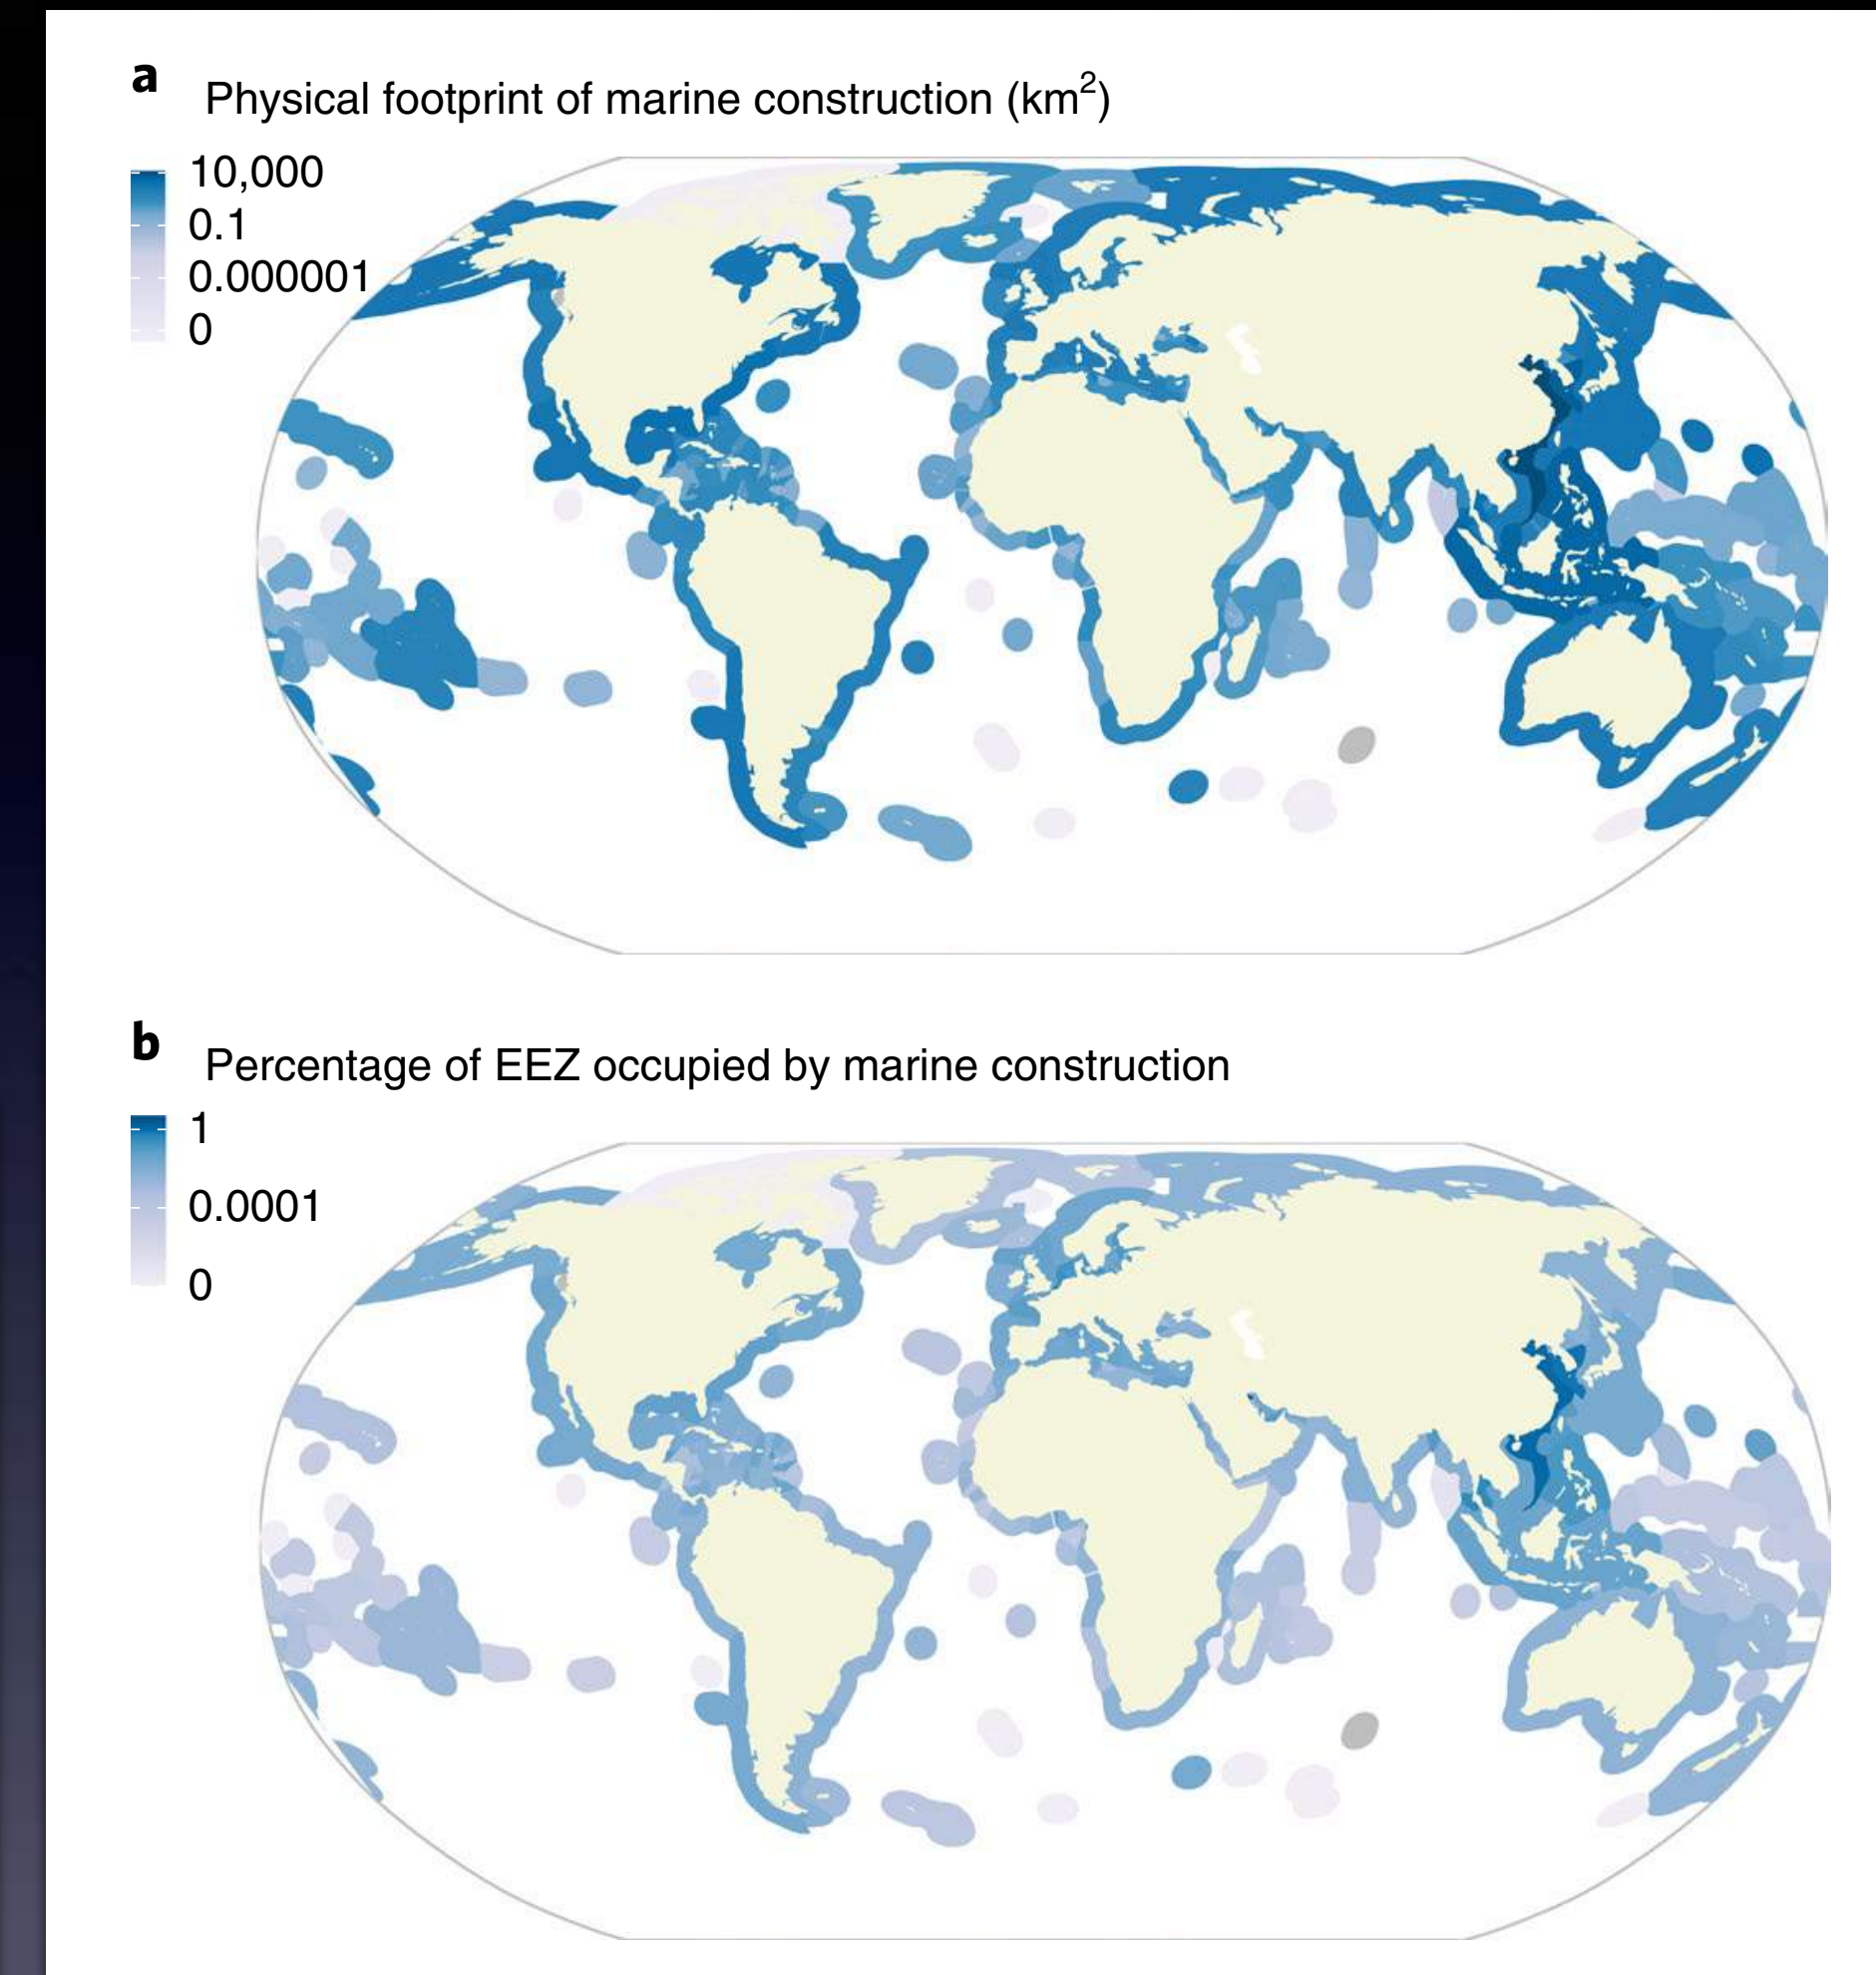 a
Physical footprint of marine construction (km²)
10,000
0.1
0.000001
0
b
Percentage of EEZ occupied by marine construction
1
0.0001
0